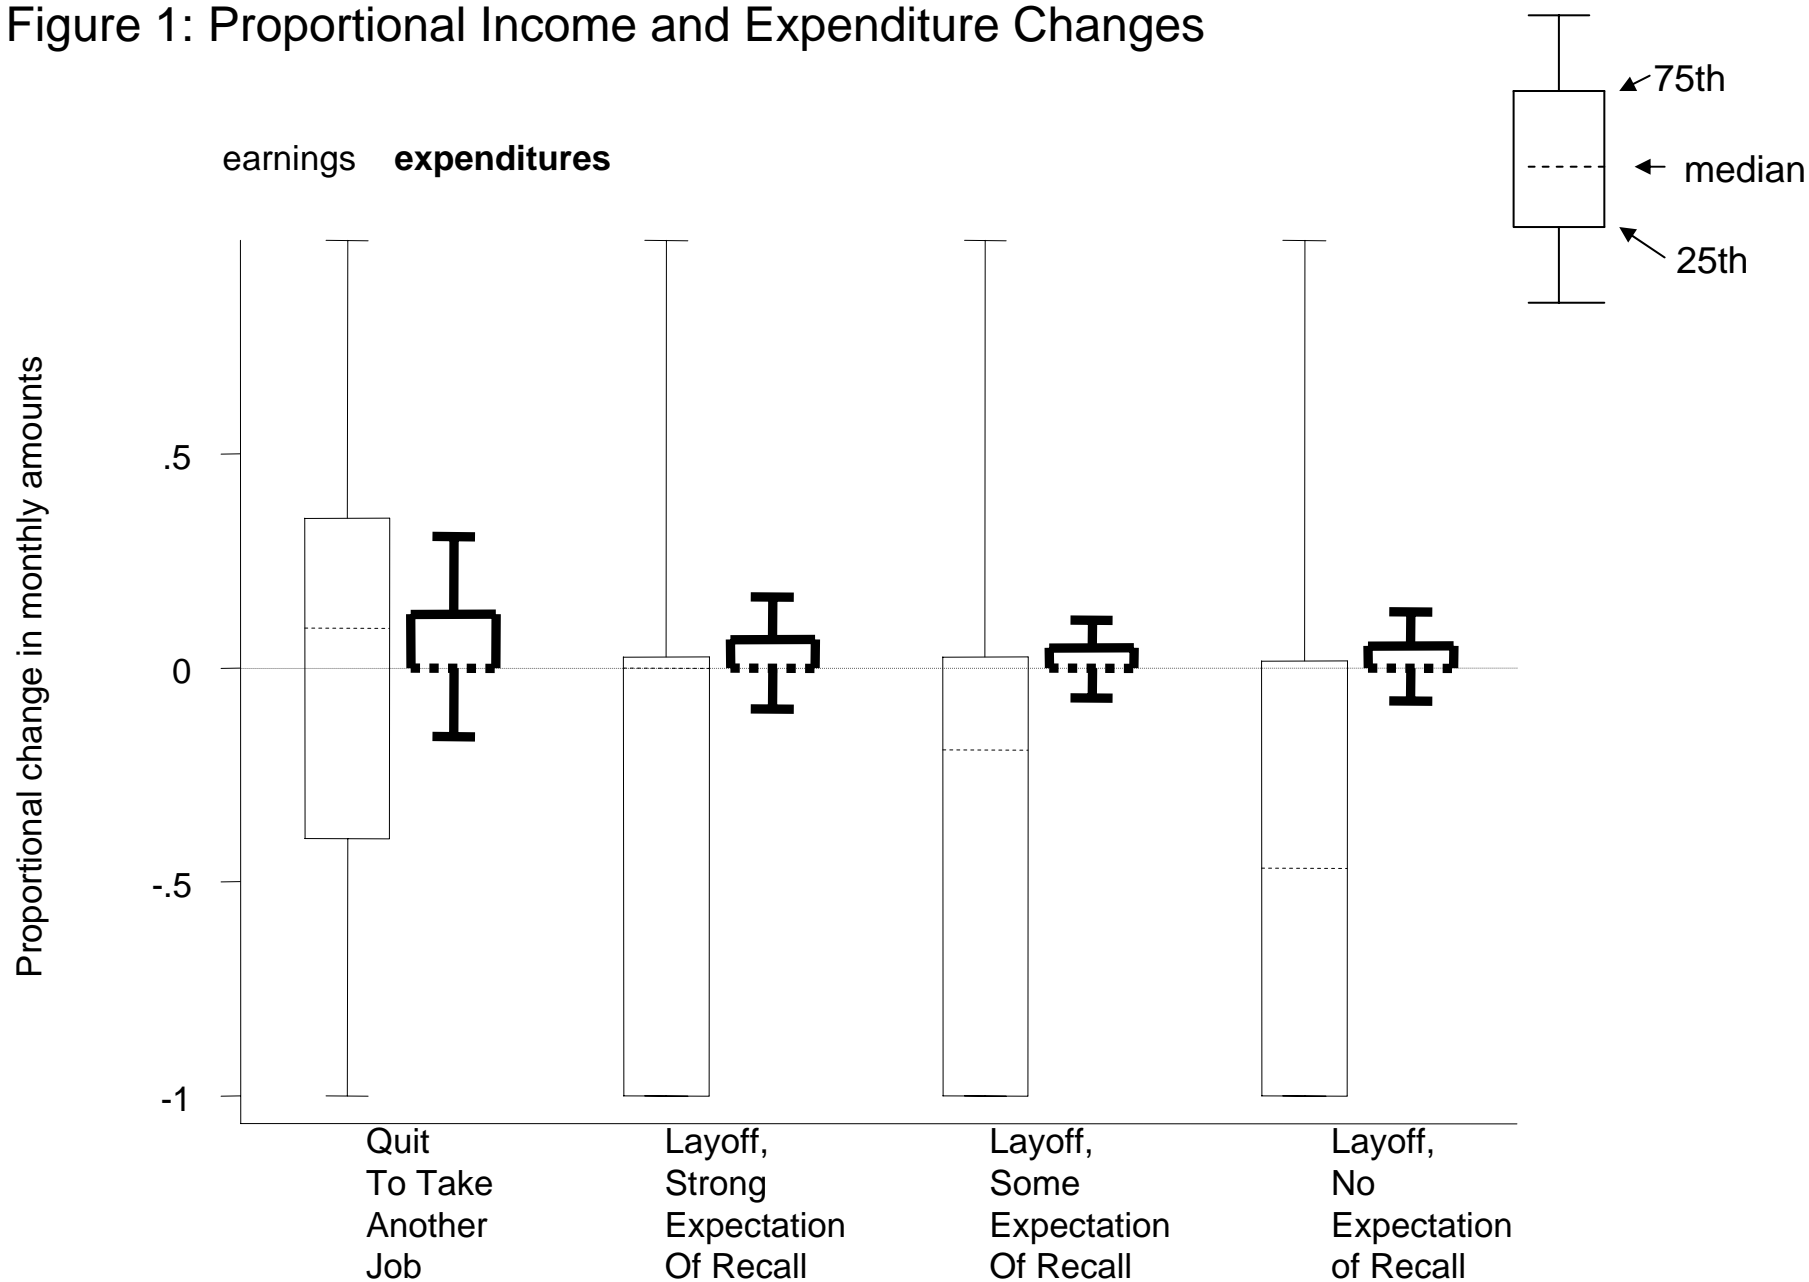 Figure 1: Proportional Income and Expenditure Changes
75th
median
25th
earnings expenditures
Proportional change in monthly amounts
.5
0
-.5
-1
Quit
To Take
Another
Job
Layoff,
Strong
Expectation
Of Recall
Layoff,
Some
Expectation
Of Recall
Layoff,
No
Expectation
of Recall